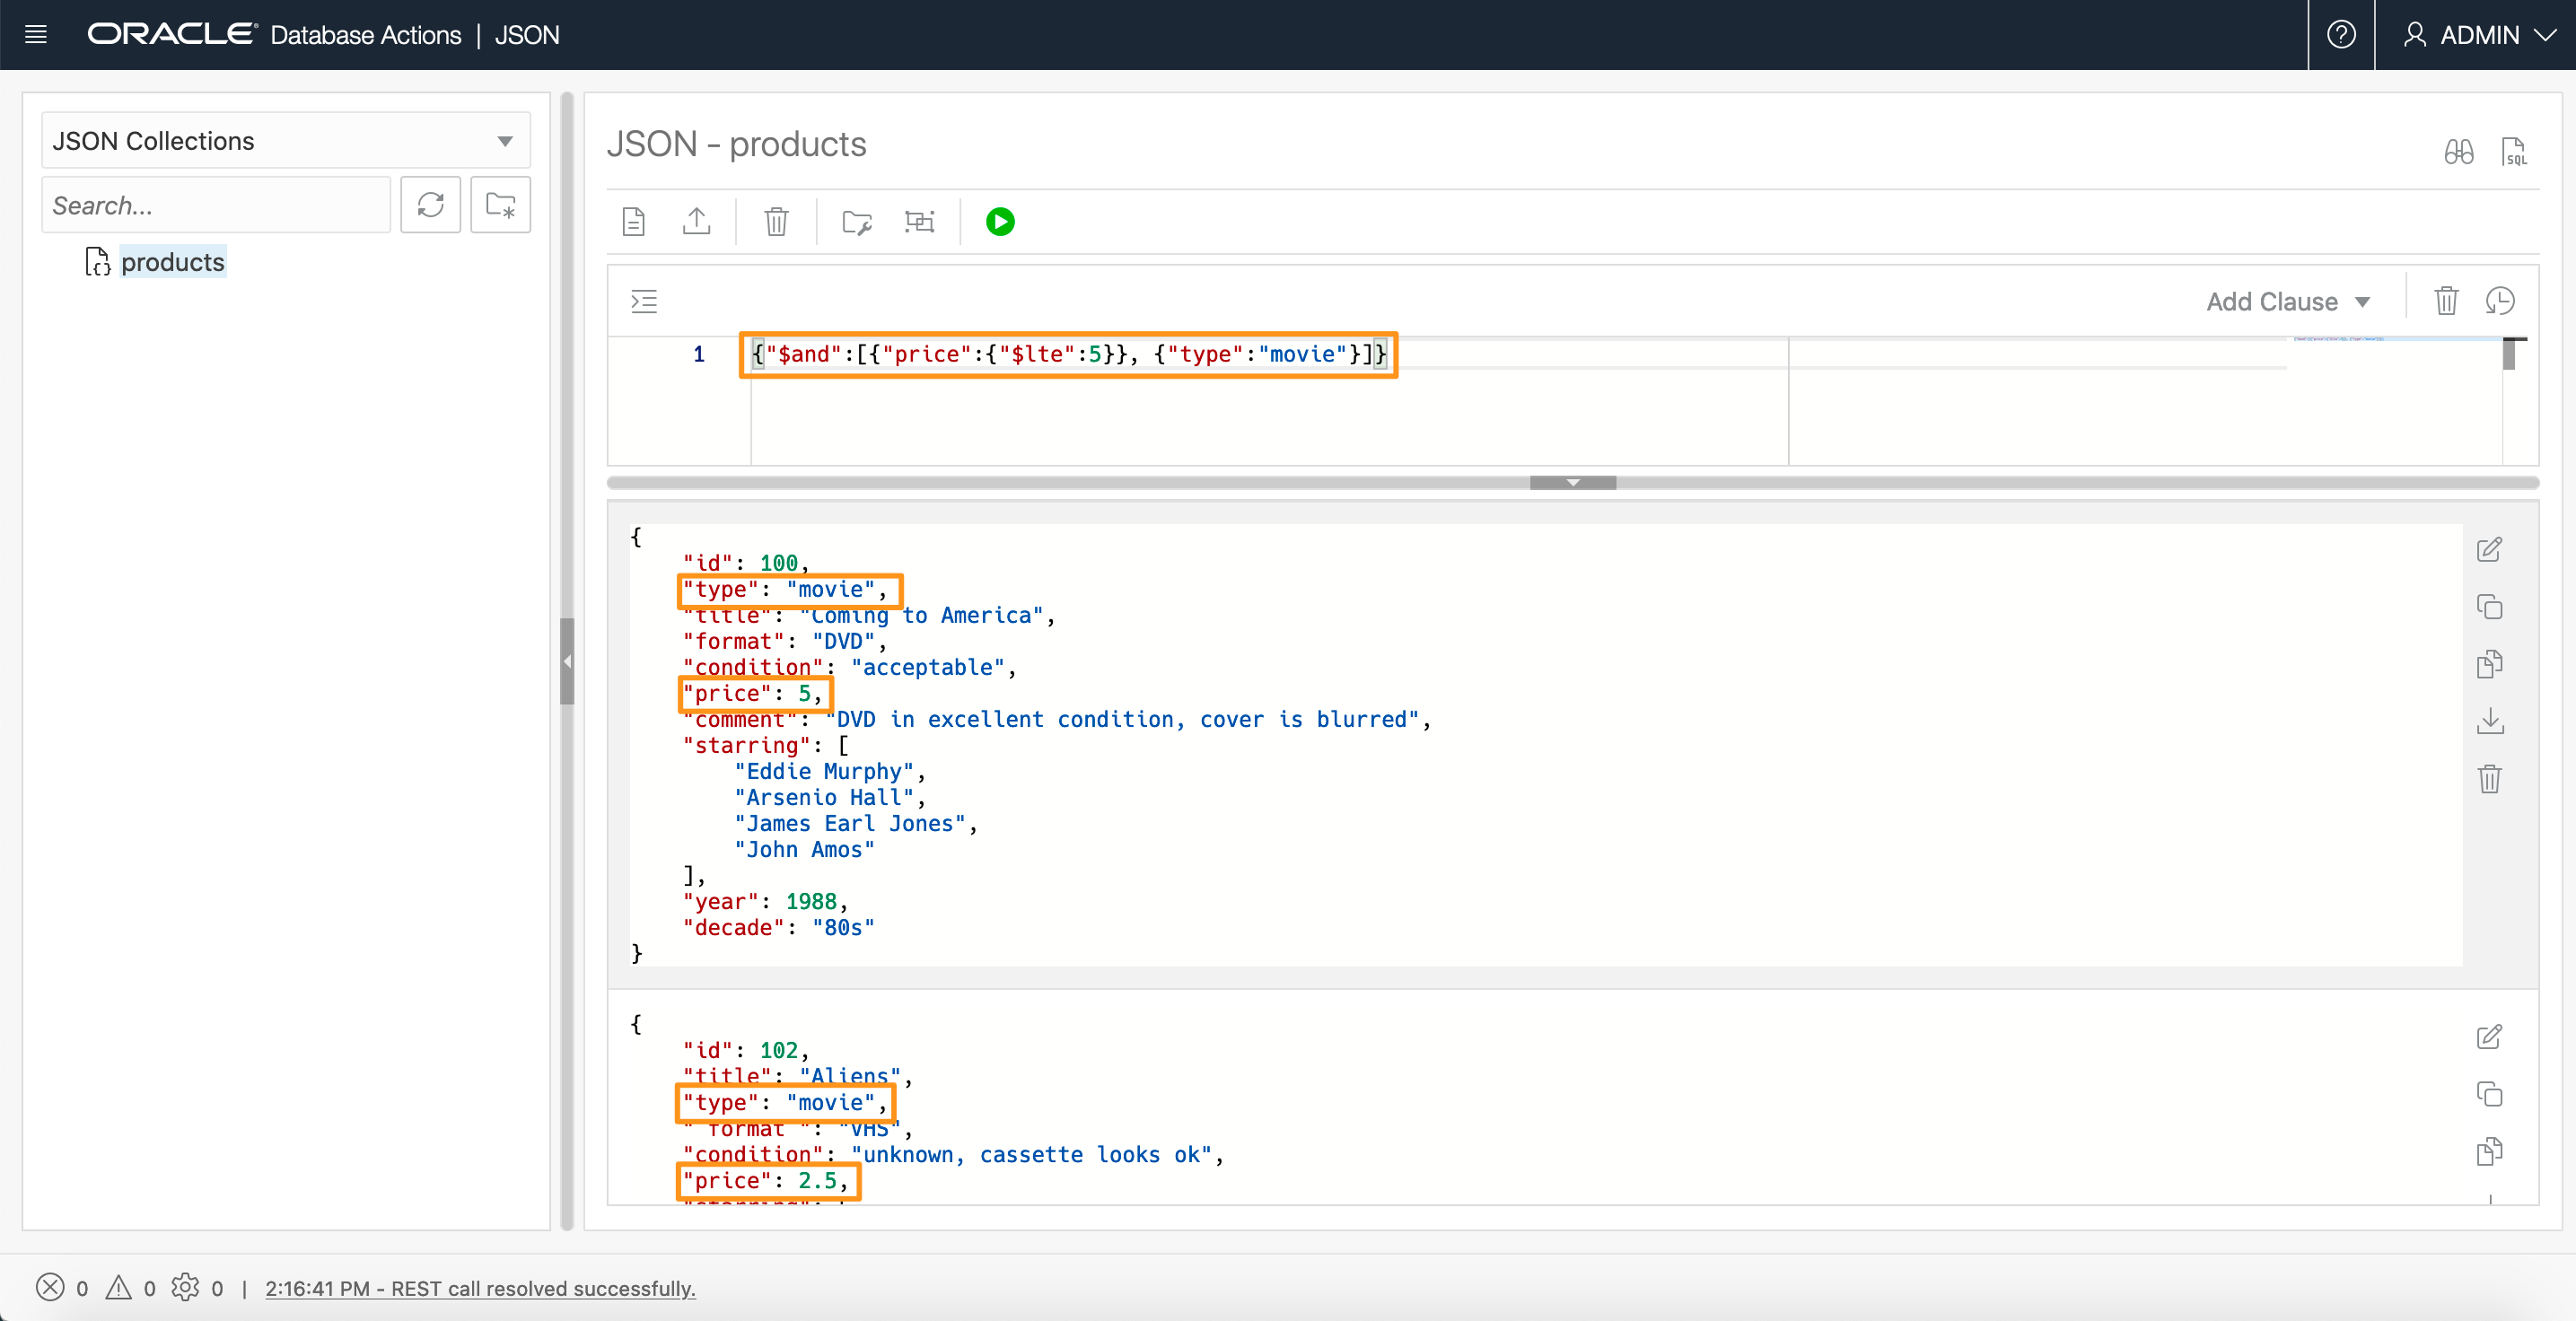 ORACLE Database Actions | JSON
ADMIN
JSON Collections
Search...
products
JSON - products
SQL
Add Clause
1 {"$and":[{"price":{"$lte":5}}, {"type":"movie"}]}
{
"id": 100,
"type": "movie",
"title": "Coming to America",
"format": "DVD",
"condition": "acceptable",
"price": 5,
"comment": "DVD in excellent condition, cover is blurred",
"starring": [
"Eddie Murphy",
"Arsenio Hall",
"James Earl Jones",
"John Amos"
],
"year": 1988,
"decade": "80s"
}
{
"id": 102,
"title": "Aliens",
"type": "movie",
" format ": "VHS",
"condition": "unknown, cassette looks ok",
"price": 2.5,
0 0 0 | 2:16:41 PM - REST call resolved successfully.